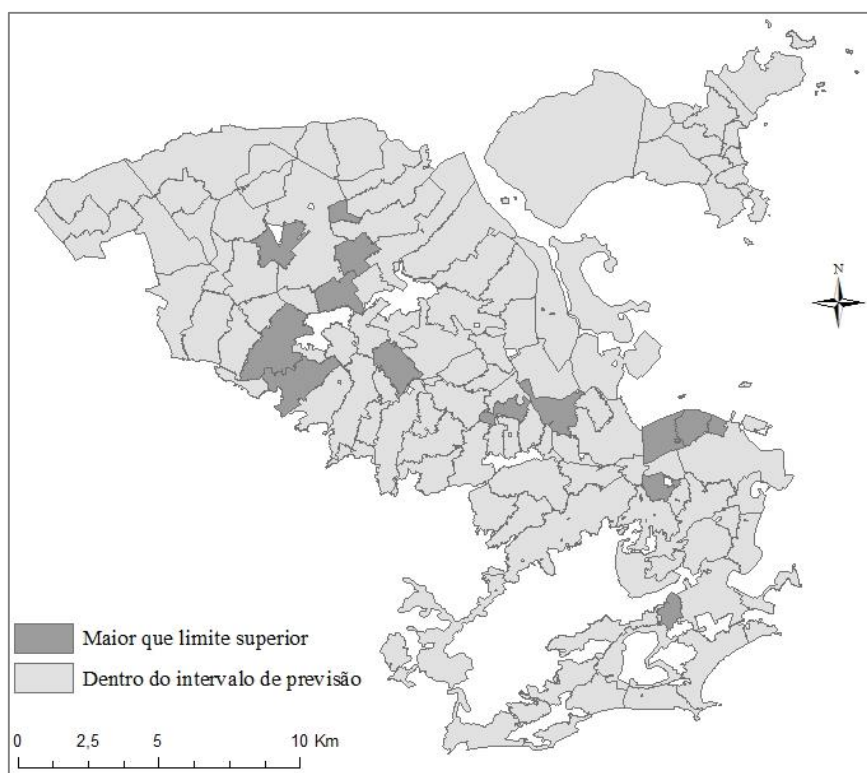 N
Maior que limite superior
Dentro do intervalo de previsão
0 2,5 5 10 Km